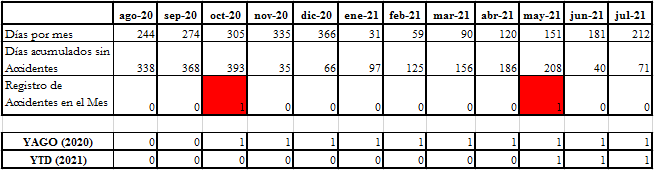 ago-20 sep-20 oct-20 nov-20 dic-20 ene-21 feb-21 mar-21 abr-21 may-21 jun-21 jul-21
Días por mes 244 274 305 335 366 31 59 90 120 151 181 212
Días acumulados sin
Accidentes 338 368 393 35 66 97 125 156 186 208 40 71
Registro de
Accidentes en el Mes 0 0 1 0 0 0 0 0 0 1 0 0
YAGO (2020) 0 0 1 1 1 1 1 1 1 1 1 1
YTD (2021) 0 0 0 0 0 0 0 0 0 1 1 1